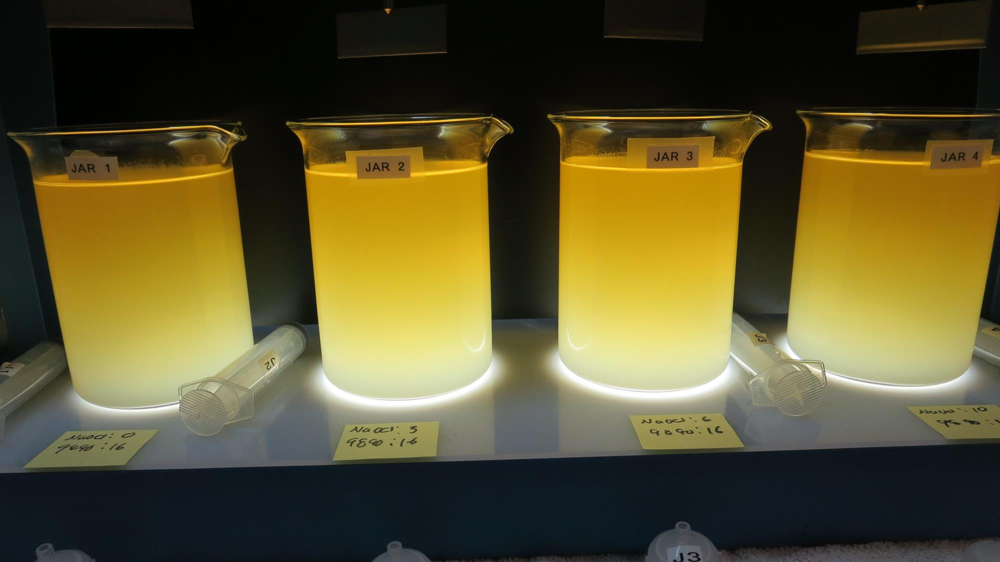 JAR 1
JAR 2
JAR 3
JAR 4
J2
J3
NaOCl: 0
9890:16
NaOCl: 3
9890:16
NaOCl: 6
9890:16
NaOCl: 10
9890:
J3